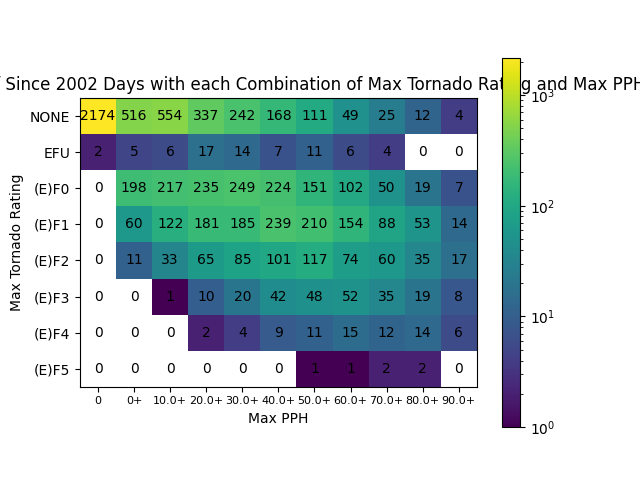 Since 2002 Days with each Combination of Max Tornado Rating and Max PPH
NONE 2174 516 554 337 242 168 111 49 25 12 4
EFU 2 5 6 17 14 7 11 6 4 0 0
(E)F0 0 198 217 235 249 224 151 102 50 19 7
(E)F1 0 60 122 181 185 239 210 154 88 53 14
(E)F2 0 11 33 65 85 101 117 74 60 35 17
(E)F3 0 0 1 10 20 42 48 52 35 19 8
(E)F4 0 0 0 2 4 9 11 15 12 14 6
(E)F5 0 0 0 0 0 0 1 1 2 2 0
0 0+ 10.0+ 20.0+ 30.0+ 40.0+ 50.0+ 60.0+ 70.0+ 80.0+ 90.0+
Max PPH
Max Tornado Rating
10³
10²
10¹
10⁰